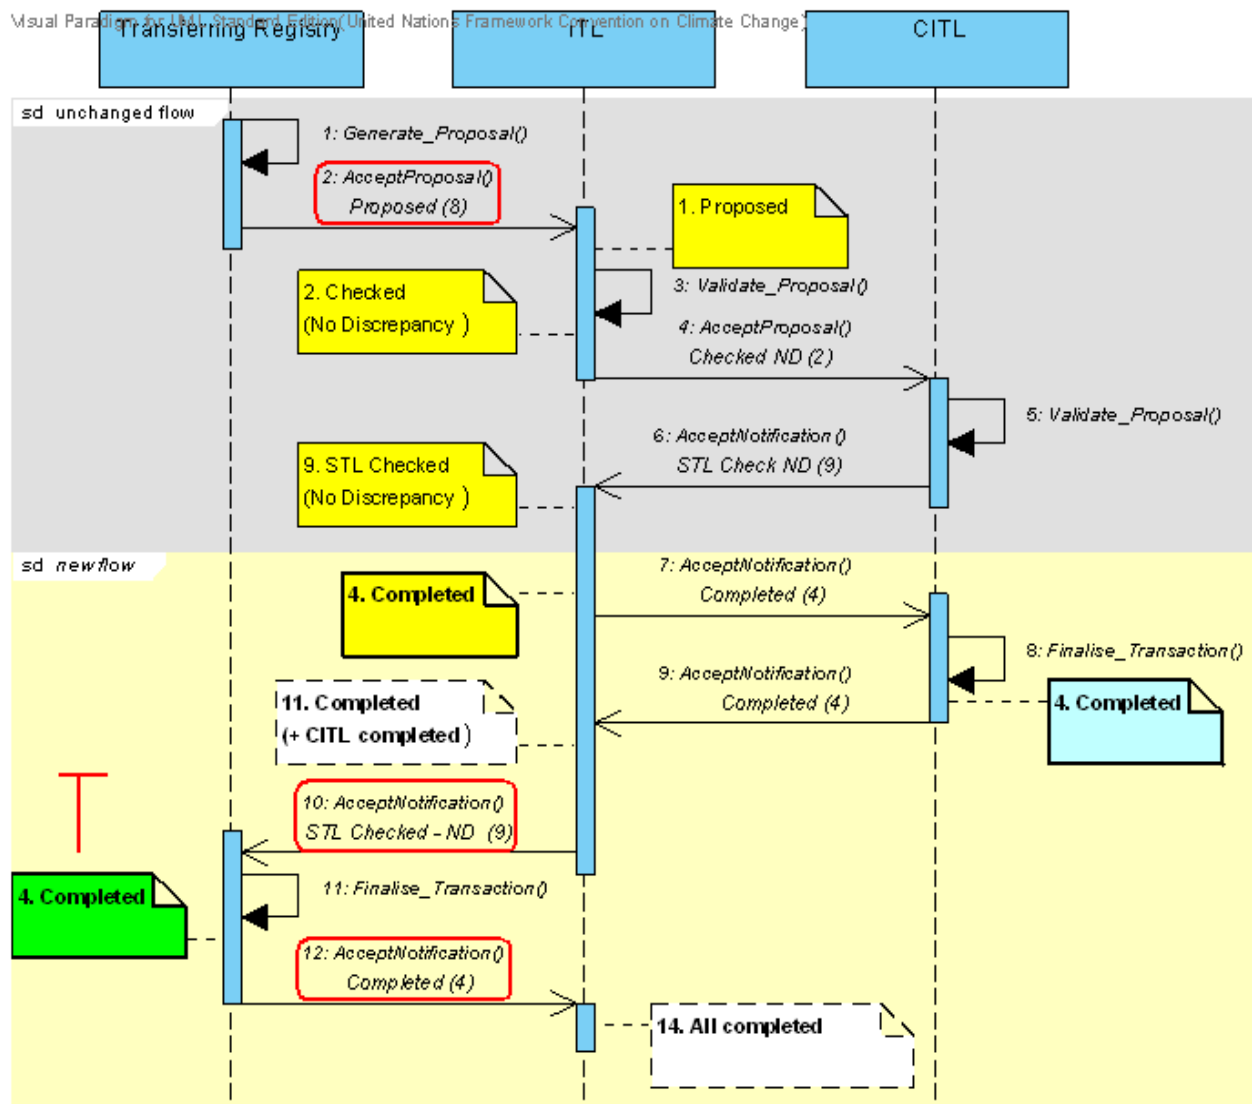 Visual Paradigm for UML Standard Edition(United Nations Framework Convention on Climate Change)
Transferring Registry
ITL
CITL
sd unchanged flow
1: Generate_Proposal()
2: AcceptProposal()
Proposed (8)
1. Proposed
2. Checked
(No Discrepancy )
3: Validate_Proposal()
4: AcceptProposal()
Checked ND (2)
5: Validate_Proposal()
6: AcceptNotification()
STL Check ND (9)
9. STL Checked
(No Discrepancy )
sd newflow
7: AcceptNotification()
Completed (4)
4. Completed
8: Finalise_Transaction()
9: AcceptNotification()
Completed (4)
4. Completed
11. Completed
(+ CITL completed )
10: AcceptNotification()
STL Checked - ND (9)
11: Finalise_Transaction()
4. Completed
12: AcceptNotification()
Completed (4)
14. All completed